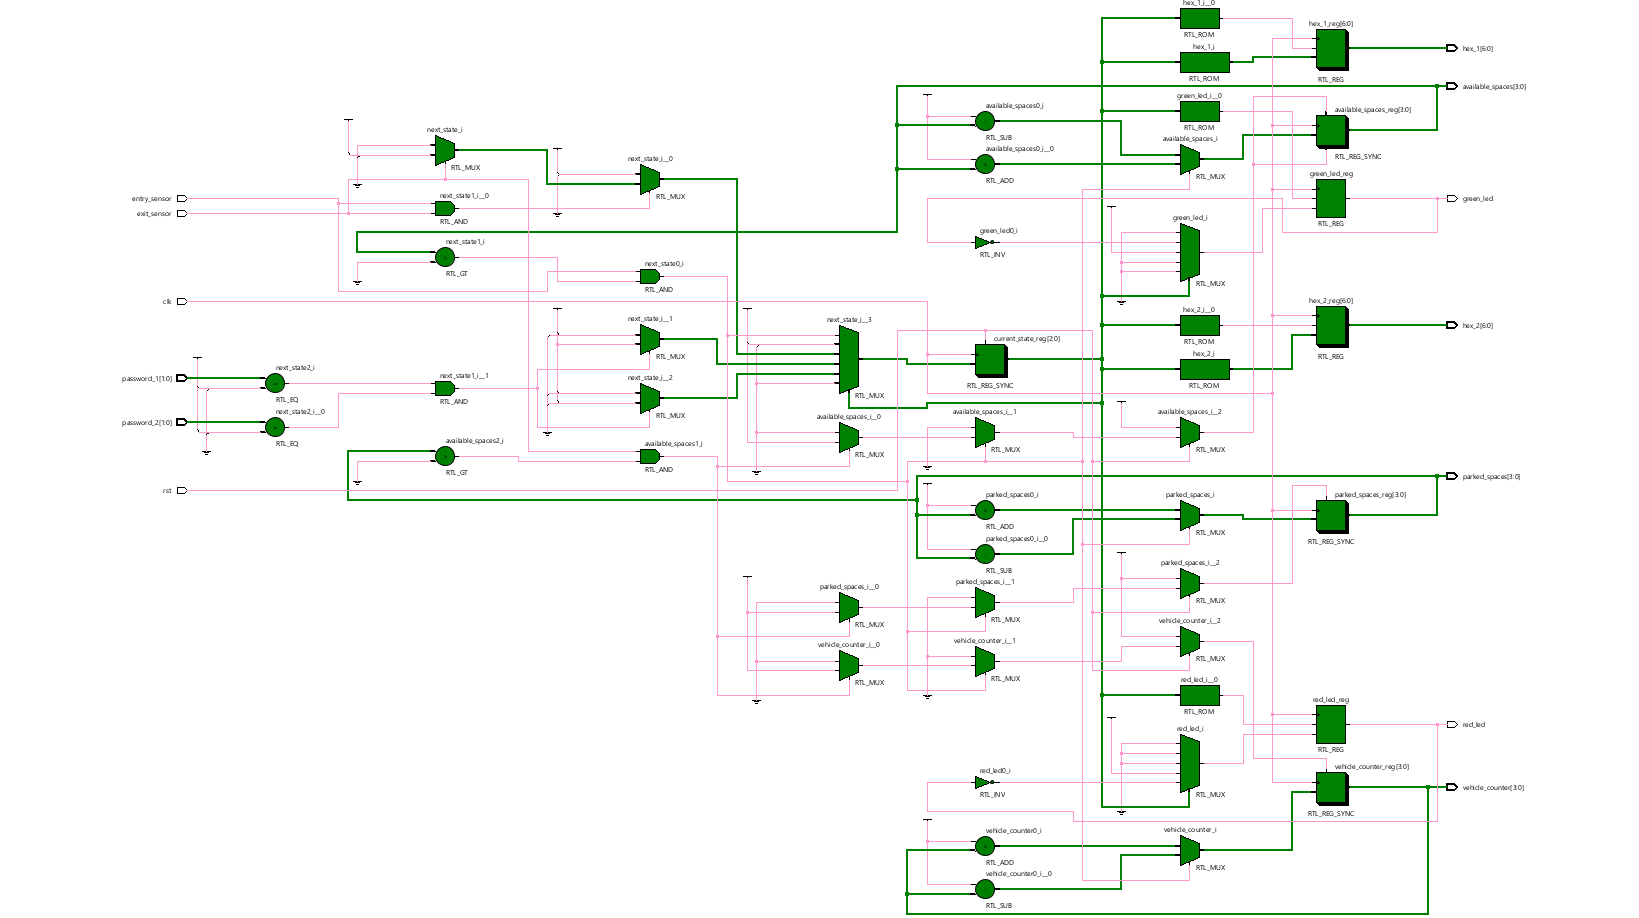 hex_1_i__0
RTL_ROM
hex_1_reg[6:0]
RTL_REG
hex_1[6:0]
hex_1_i
RTL_ROM
available_spaces[3:0]
green_led_i__0
RTL_ROM
available_spaces0_i
RTL_SUB
available_spaces_reg[3:0]
RTL_REG_SYNC
available_spaces_i
RTL_MUX
available_spaces0_i__0
RTL_ADD
next_state_i
RTL_MUX
next_state_i__0
RTL_MUX
green_led_reg
RTL_REG
green_led
entry_sensor
exit_sensor
next_state1_i__0
RTL_AND
green_led_i
RTL_MUX
green_led0_i
RTL_INV
next_state1_i
RTL_GT
next_state0_i
RTL_AND
clk
hex_2_reg[6:0]
RTL_REG
hex_2[6:0]
hex_2_i__0
RTL_ROM
next_state_i__1
RTL_MUX
next_state_i__3
RTL_MUX
current_state_reg[2:0]
RTL_REG_SYNC
hex_2_i
RTL_ROM
password_1[1:0]
next_state2_i
RTL_EQ
next_state1_i__1
RTL_AND
next_state_i__2
RTL_MUX
password_2[1:0]
next_state2_i__0
RTL_EQ
available_spaces_i__0
RTL_MUX
available_spaces_i__1
RTL_MUX
available_spaces_i__2
RTL_MUX
available_spaces2_i
RTL_GT
available_spaces1_i
RTL_AND
rst
parked_spaces[3:0]
parked_spaces0_i
RTL_ADD
parked_spaces_i
RTL_MUX
parked_spaces_reg[3:0]
RTL_REG_SYNC
parked_spaces0_i__0
RTL_SUB
parked_spaces_i__0
RTL_MUX
parked_spaces_i__1
RTL_MUX
parked_spaces_i__2
RTL_MUX
vehicle_counter_i__0
RTL_MUX
vehicle_counter_i__1
RTL_MUX
vehicle_counter_i__2
RTL_MUX
red_led_i__0
RTL_ROM
red_led_reg
RTL_REG
red_led
red_led_i
RTL_MUX
red_led0_i
RTL_INV
vehicle_counter_reg[3:0]
RTL_REG_SYNC
vehicle_counter[3:0]
vehicle_counter0_i
RTL_ADD
vehicle_counter_i
RTL_MUX
vehicle_counter0_i__0
RTL_SUB